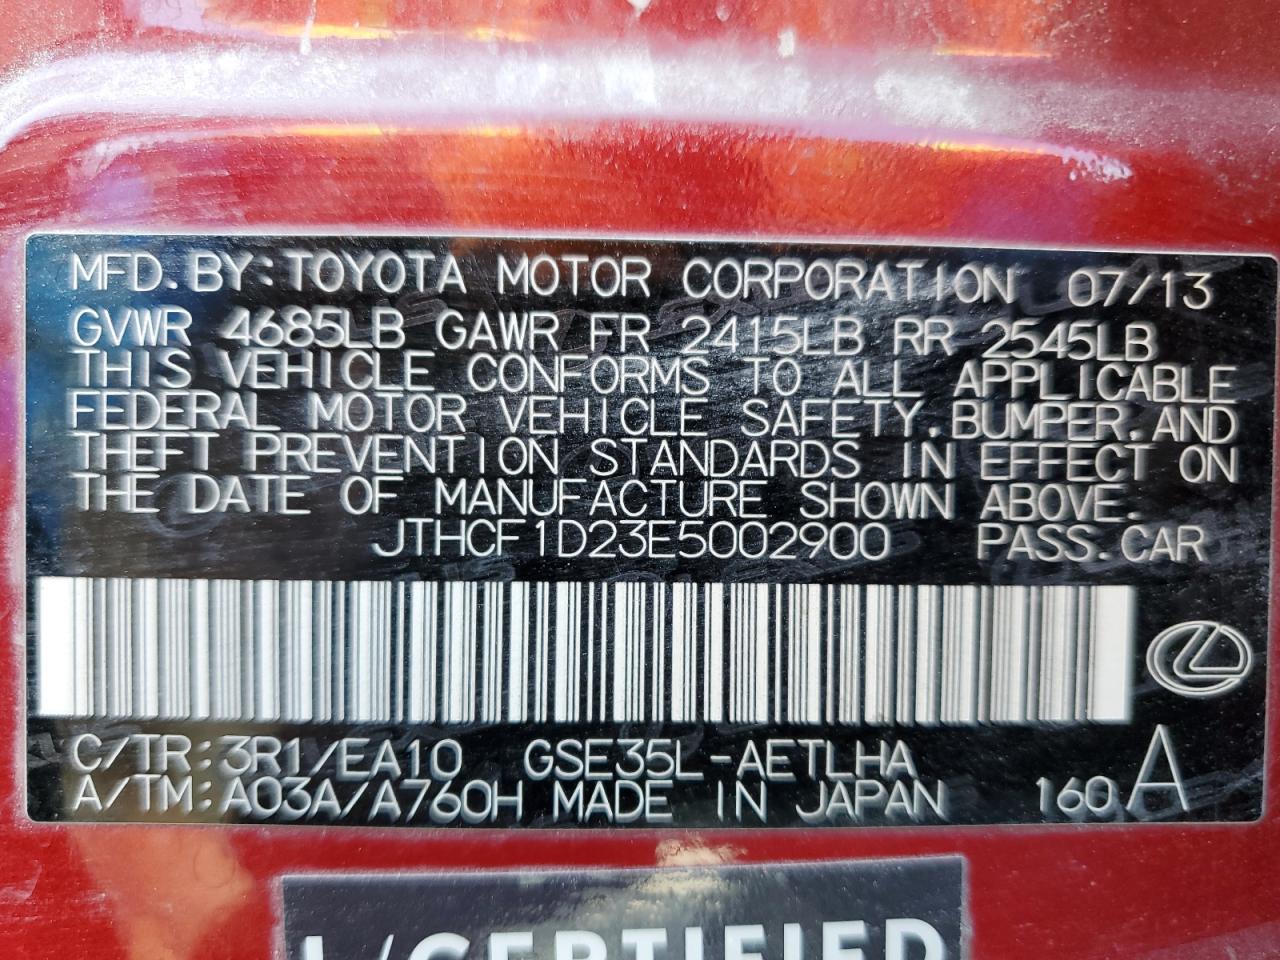 MFD. BY: TOYOTA MOTOR CORPORATION 07/13
GVWR 4685LB GAWR FR 2415LB RR 2545LB
THIS VEHICLE CONFORMS TO ALL APPLICABLE
FEDERAL MOTOR VEHICLE SAFETY, BUMPER, AND
THEFT PREVENTION STANDARDS IN EFFECT ON
THE DATE OF MANUFACTURE SHOWN ABOVE.
JTHCF1D23E5002900 PASS. CAR
C/TR: 3R1/EA10 GSE35L-AETLHA
A/TM: A03A/A760H MADE IN JAPAN 160 A
L/CERTIFIED